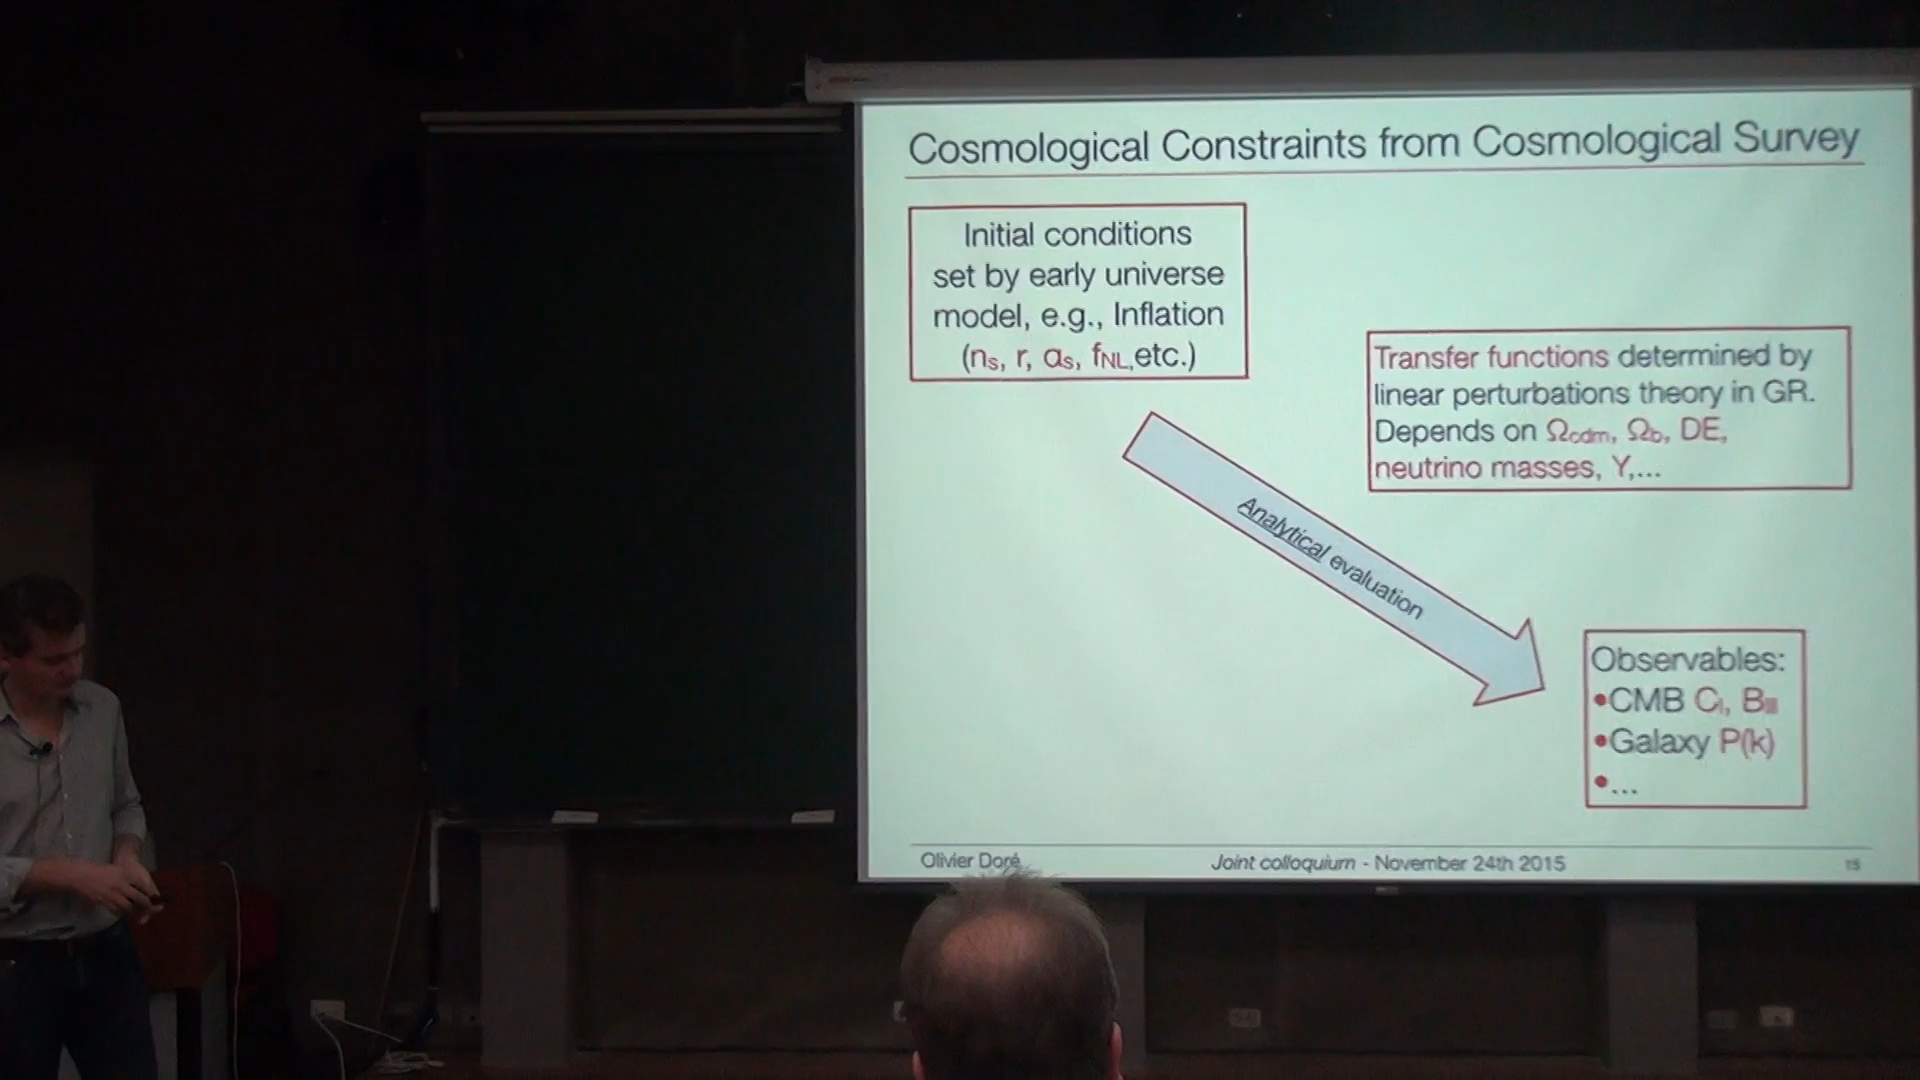 Cosmological Constraints from Cosmological Survey
Initial conditions
set by early universe
model, e.g., Inflation
(ns, r, αs, fNL,etc.)
Transfer functions determined by
linear perturbations theory in GR.
Depends on Ωcdm, Ωb, DE,
neutrino masses, Y,...
Analytical evaluation
Observables:
•CMB Cl, Blll
•Galaxy P(k)
•...
Olivier Doré
Joint colloquium - November 24th 2015
15